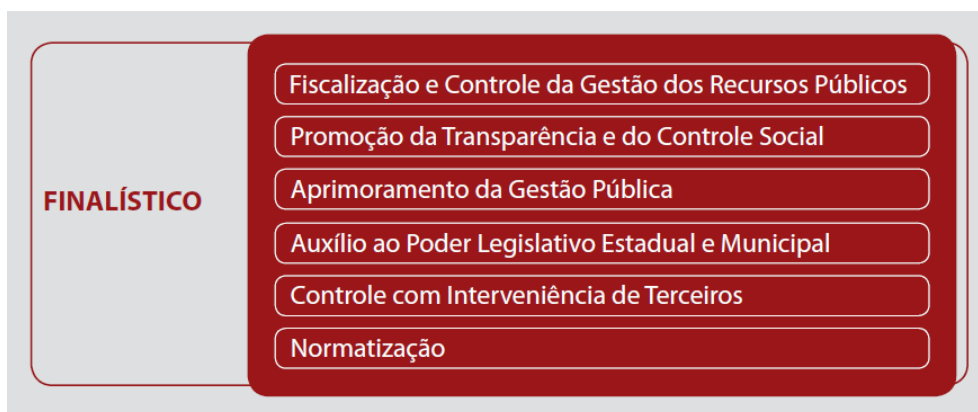 FINALÍSTICO
Fiscalização e Controle da Gestão dos Recursos Públicos
Promoção da Transparência e do Controle Social
Aprimoramento da Gestão Pública
Auxílio ao Poder Legislativo Estadual e Municipal
Controle com Interveniência de Terceiros
Normatização